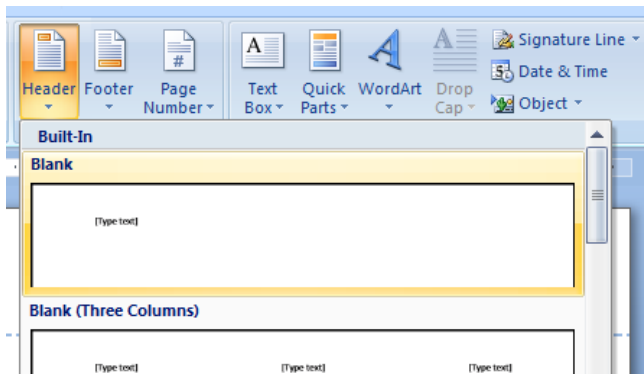 Header Footer Page Number
Text Box Quick Parts WordArt Drop Cap
Signature Line
Date & Time
Object
Built-In
Blank
[Type text]
Blank (Three Columns)
[Type text] [Type text] [Type text]